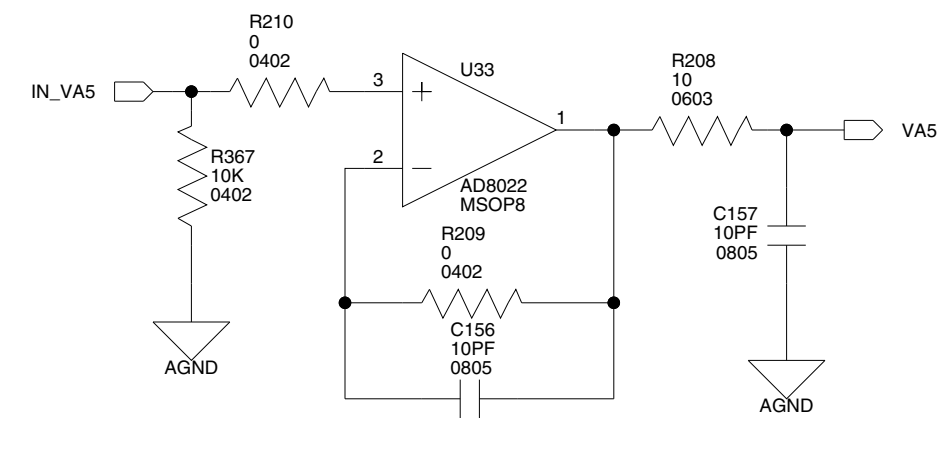 R210
0
0402
IN_VA5
3
+
U33
1
R208
10
0603
VA5
R367
10K
0402
2
−
AD8022
MSOP8
R209
0
0402
C157
10PF
0805
C156
10PF
0805
AGND
AGND